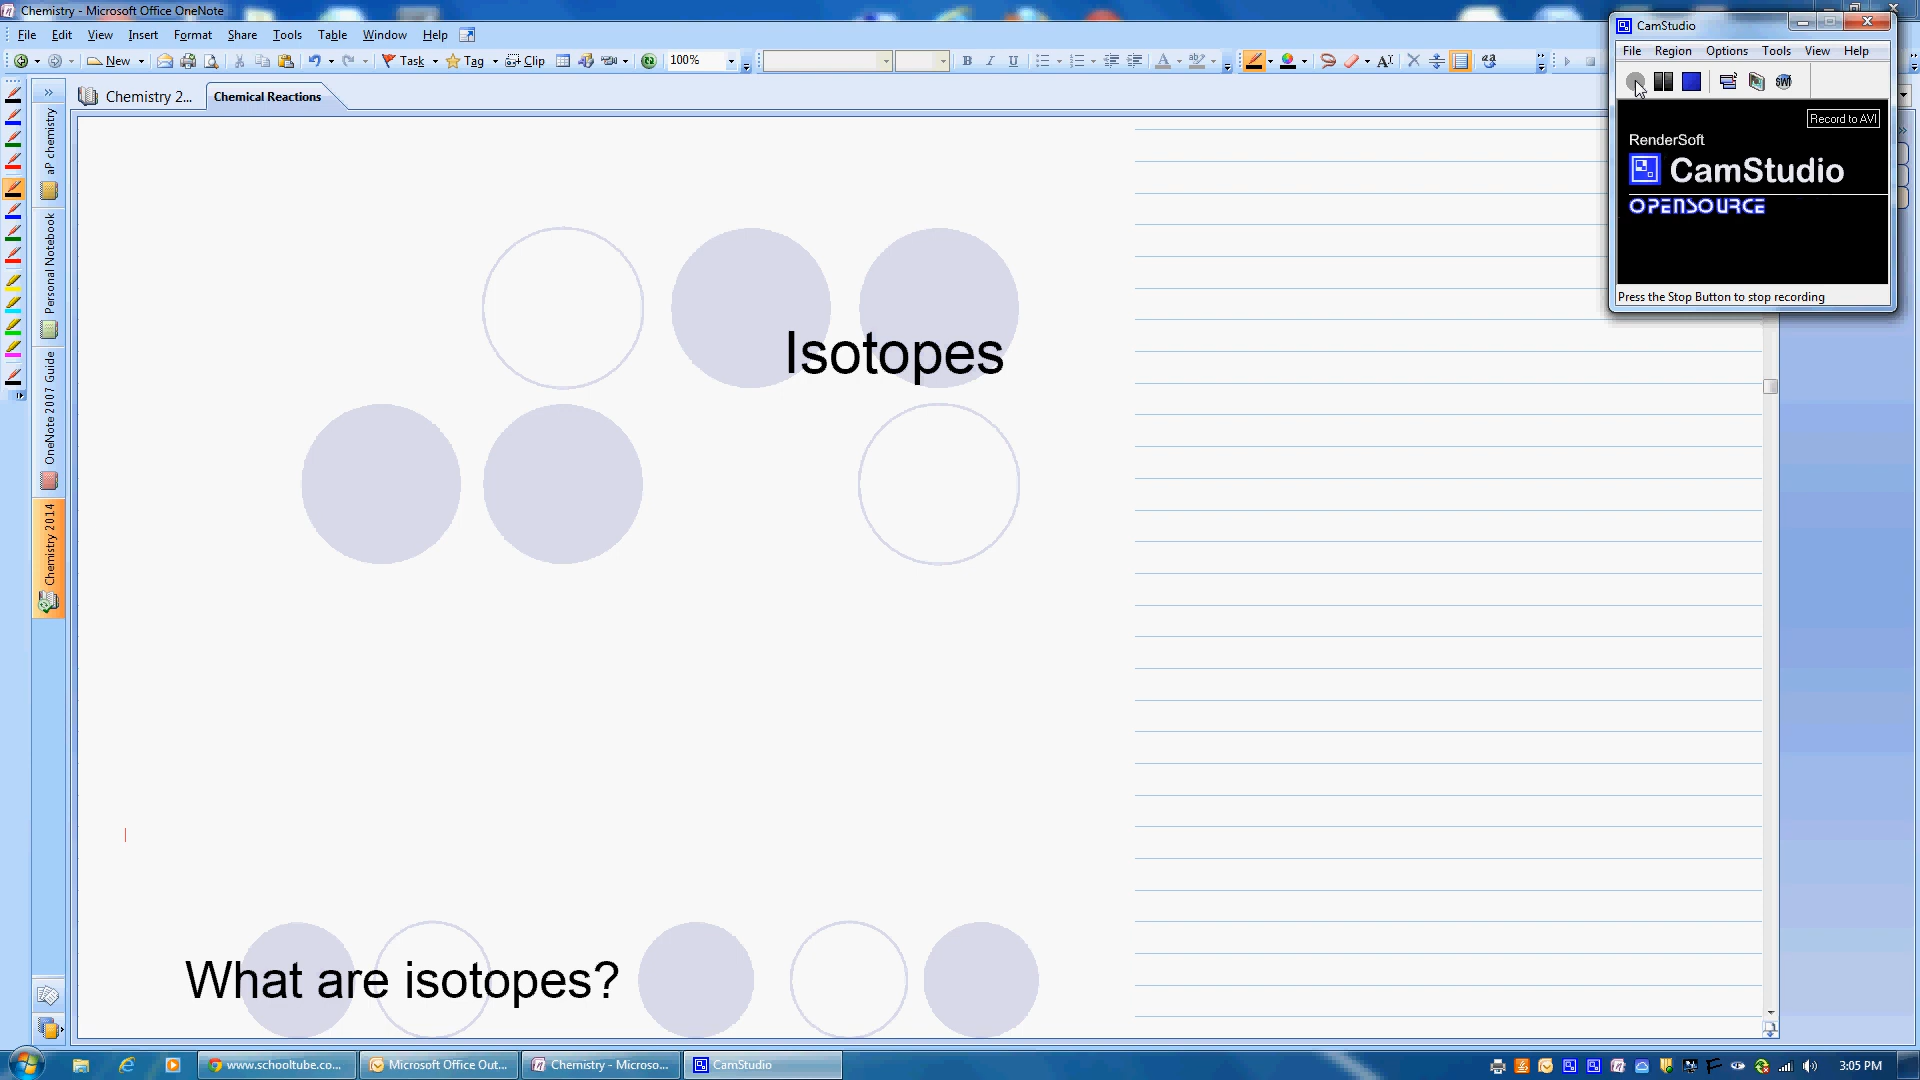 Chemistry - Microsoft Office OneNote
File Edit View Insert Format Share Tools Table Window Help
New Task Tag Clip 100% B I U
Chemistry 2... Chemical Reactions
aP chemistry
Personal Notebook
OneNote 2007 Guide
Chemistry 2014
Isotopes
What are isotopes?
CamStudio
File Region Options Tools View Help
Record to AVI
RenderSoft
CamStudio
OPENSOURCE
Press the Stop Button to stop recording
www.schooltube.co... Microsoft Office Out... Chemistry - Microso... CamStudio 3:05 PM